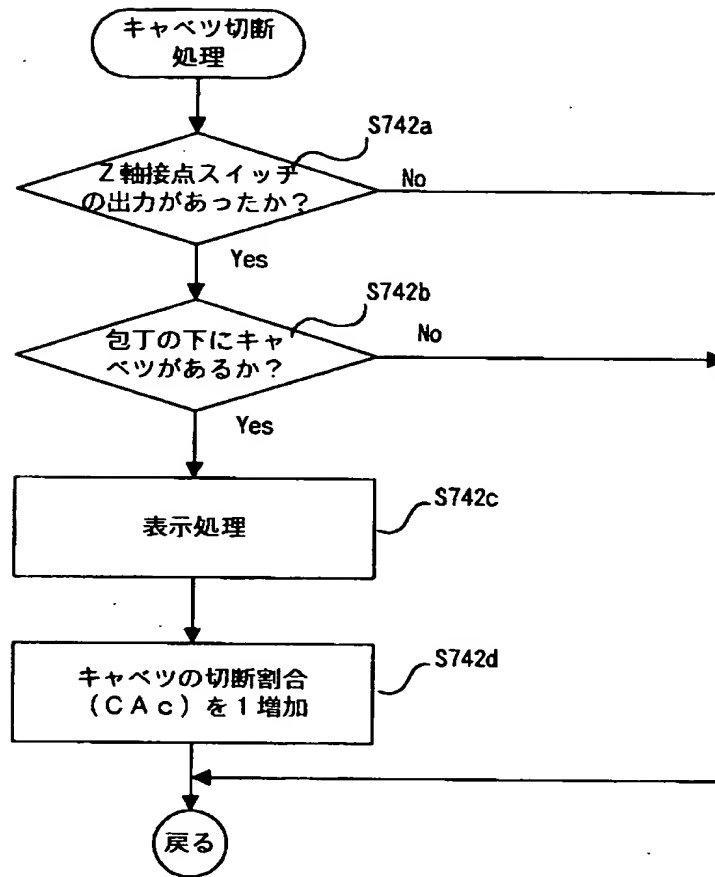 キャベツ切断
処理
S742a
Z軸接点スイッチ
の出力があったか？
No
Yes
S742b
包丁の下にキャ
ベツがあるか？
No
Yes
S742c
表示処理
S742d
キャベツの切断割合
（CAc）を1増加
戻る